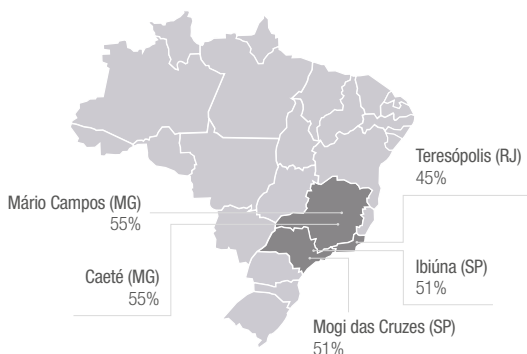 Teresópolis (RJ)
45%
Mário Campos (MG)
55%
Caeté (MG)
55%
Ibiúna (SP)
51%
Mogi das Cruzes (SP)
51%